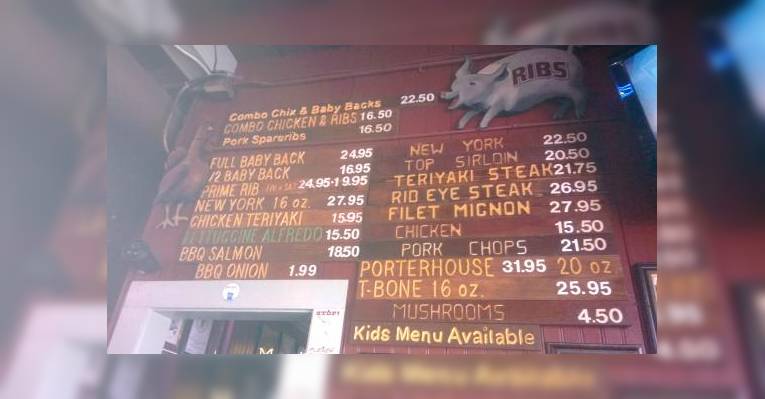 RIBS
Combo Chix & Baby Backs 22.50
COMBO CHICKEN & RIBS 16.50
Pork Spareribs 16.50
FULL BABY BACK 24.95
1/2 BABY BACK 16.95
PRIME RIB 24.95-19.95
NEW YORK 16 oz. 27.95
CHICKEN TERIYAKI 15.95
FETTUCCINE ALFREDO 15.50
BBQ SALMON 18.50
BBQ ONION 1.99
NEW YORK 22.50
TOP SIRLOIN 20.50
TERIYAKI STEAK 21.75
RIB EYE STEAK 26.95
FILET MIGNON 27.95
CHICKEN 15.50
PORK CHOPS 21.50
PORTERHOUSE 31.95 20 oz
T-BONE 16 oz. 25.95
MUSHROOMS 4.50
Kids Menu Available